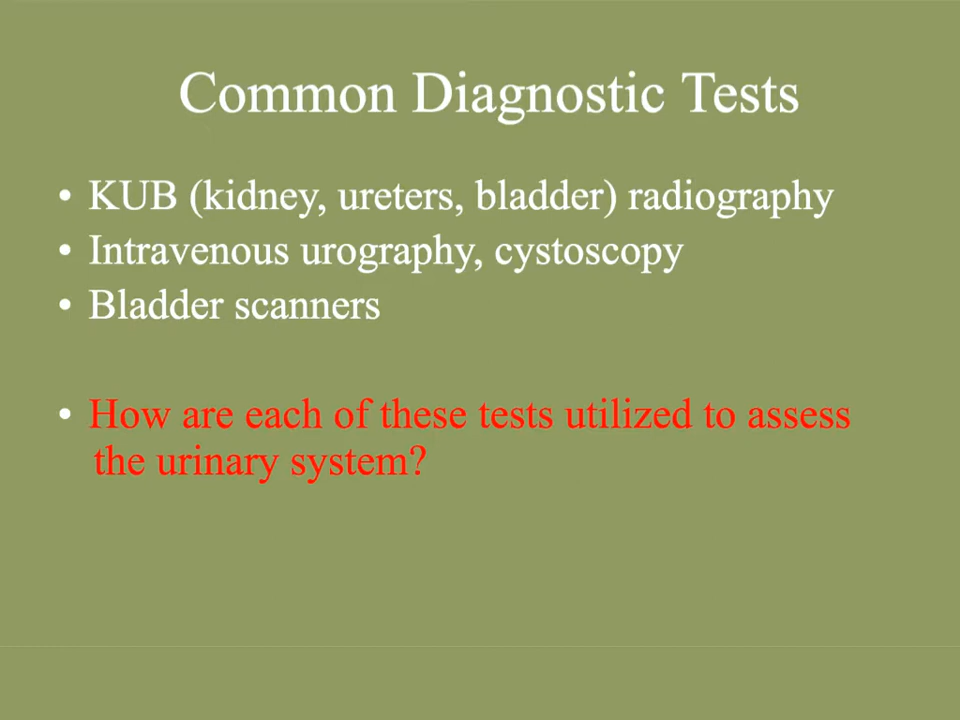 Common Diagnostic Tests
• KUB (kidney, ureters, bladder) radiography
• Intravenous urography, cystoscopy
• Bladder scanners
• How are each of these tests utilized to assess
the urinary system?